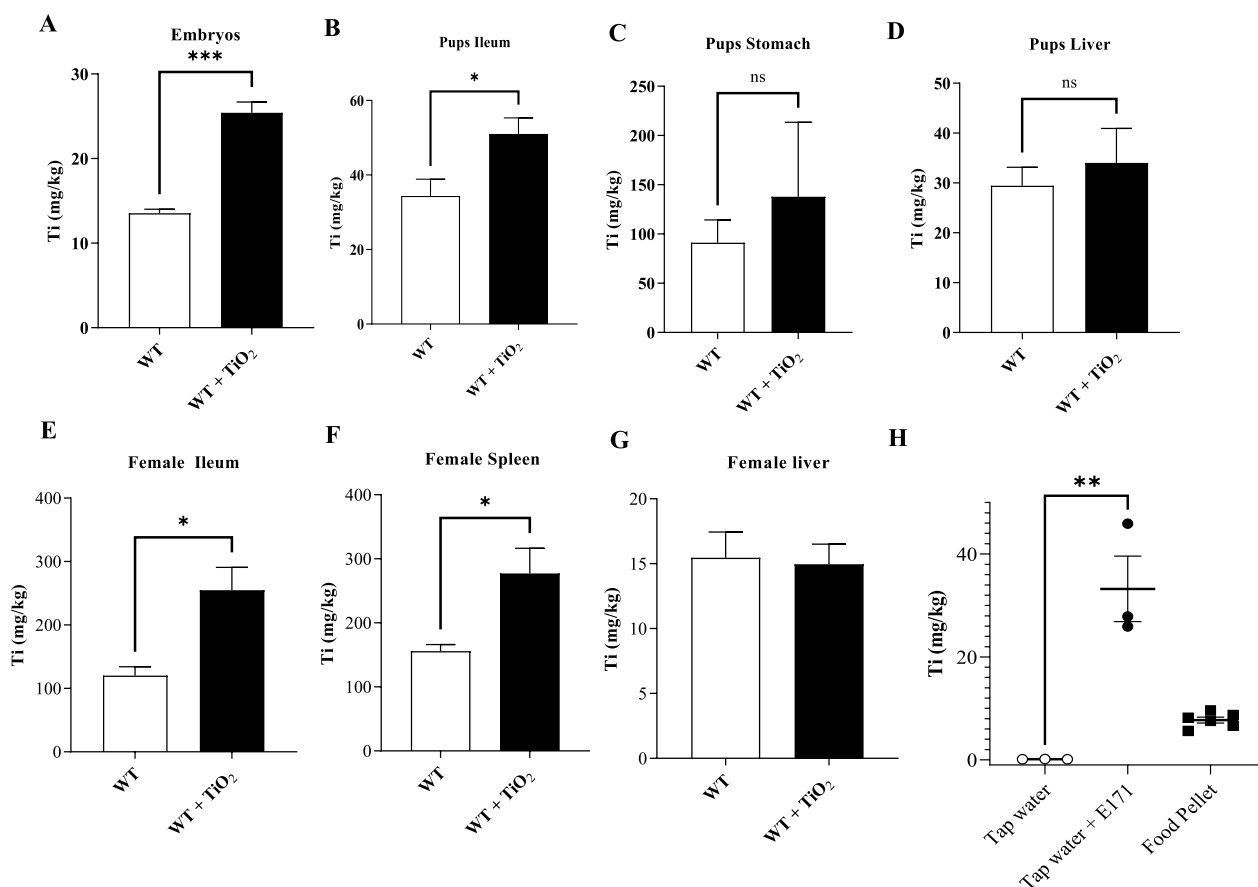 A
Embryos
***
30
20
10
0
Ti (mg/kg)
WT
WT + TiO₂
B
Pups Ileum
*
60
40
20
0
Ti (mg/kg)
WT
WT + TiO₂
C
Pups Stomach
ns
250
200
150
100
50
0
Ti (mg/kg)
WT
WT + TiO₂
D
Pups Liver
ns
50
40
30
20
10
0
Ti (mg/kg)
WT
WT + TiO₂
E
Female Ileum
*
400
300
200
100
0
Ti (mg/kg)
WT
WT + TiO₂
F
Female Spleen
*
400
300
200
100
0
Ti (mg/kg)
WT
WT + TiO₂
G
Female liver
20
15
10
5
0
Ti (mg/kg)
WT
WT + TiO₂
H
**
40
20
0
Ti (mg/kg)
Tap water
Tap water + E171
Food Pellet